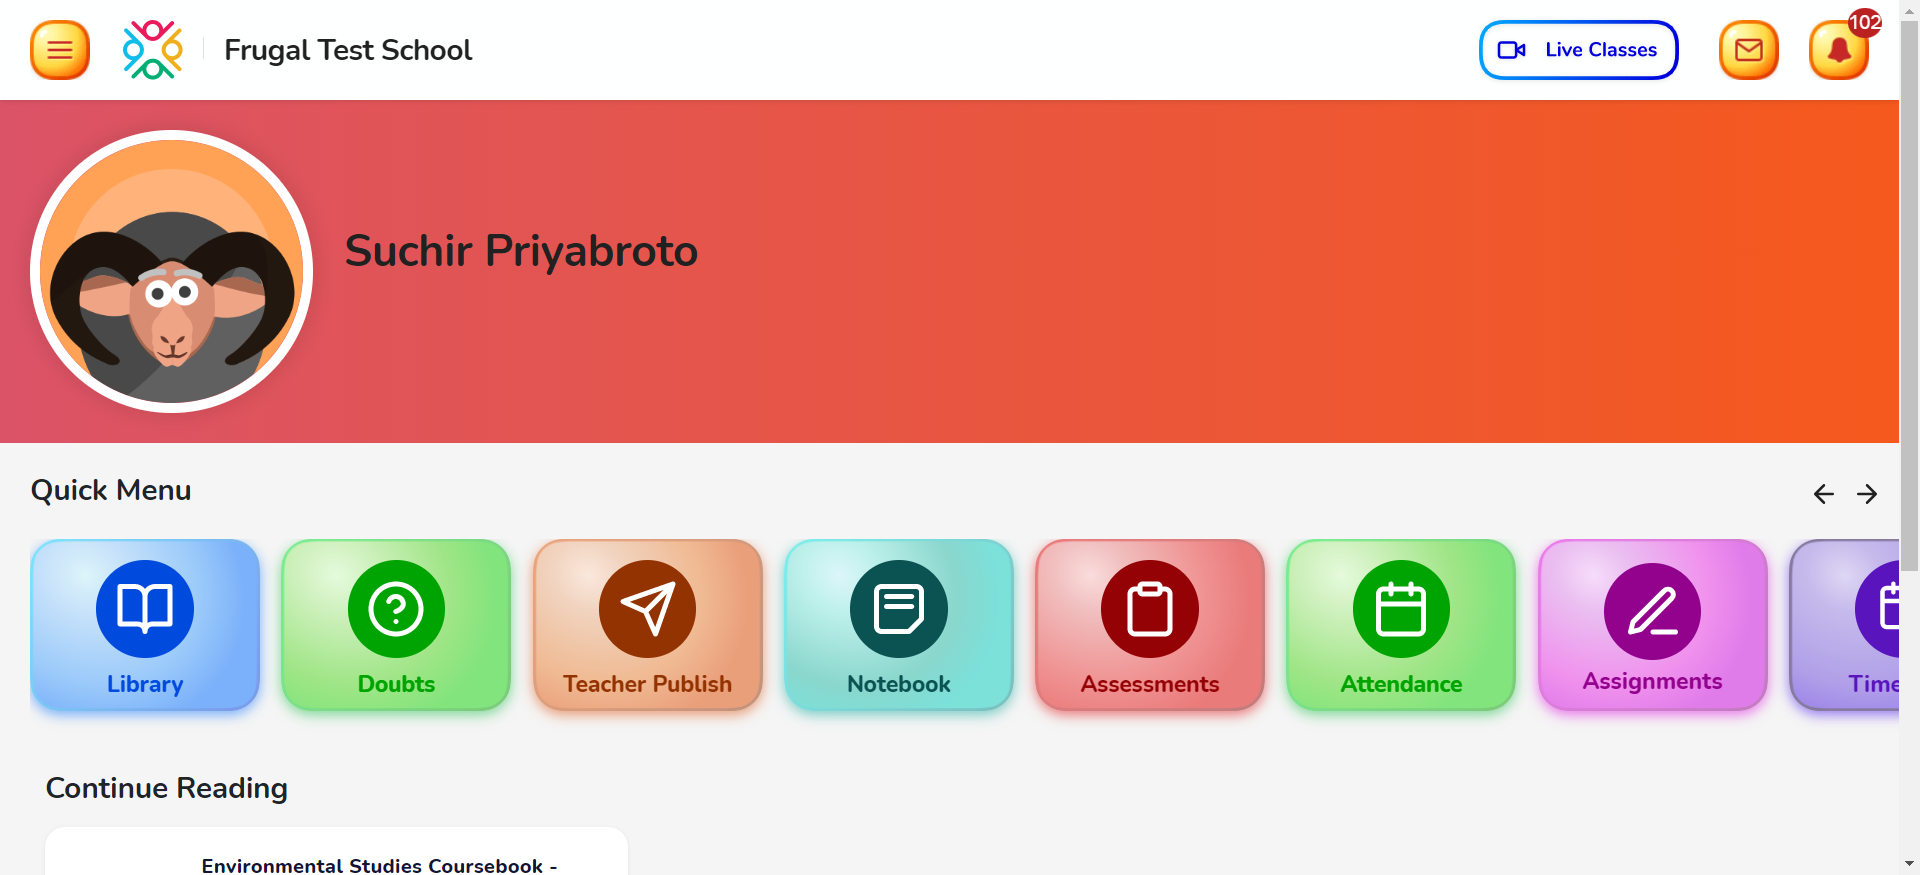 Frugal Test School
Live Classes
102
Suchir Priyabroto
Quick Menu
Library
Doubts
Teacher Publish
Notebook
Assessments
Attendance
Assignments
Time
Continue Reading
Environmental Studies Coursebook -